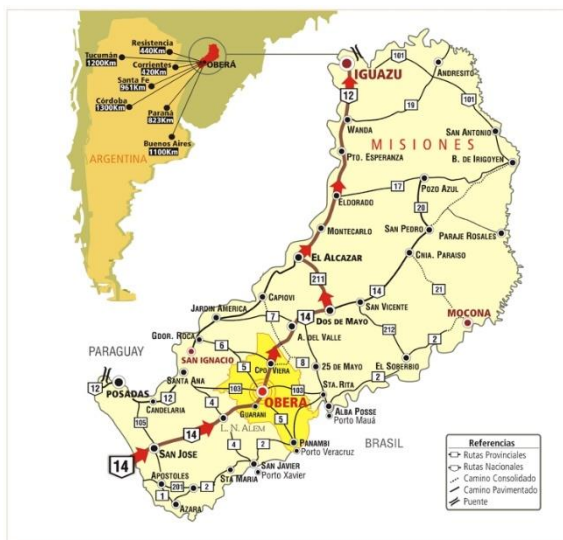 Resistencia
440Km
Tucumán
1200Km
Corrientes
420Km
OBERÁ
Santa Fe
961Km
Córdoba
1300Km
Paraná
823Km
Buenos Aires
1100Km
ARGENTINA
IGUAZU
101
ANDRESITO
12
19
101
WANDA
MISIONES
SAN ANTONIO
PTO. ESPERANZA
B. DE IRIGOYEN
17
POZO AZUL
ELDORADO
20
MONTECARLO
SAN PEDRO
PARAJE ROSALES
EL ALCAZAR
CNIA. PARAISO
211
14
21
CAPIOVI
SAN VICENTE
JARDIN AMERICA
14
DOS DE MAYO
MOCONA
7
A. DEL VALLE
212
2
GDOR. ROCA
6
PARAGUAY
SAN IGNACIO
5
CPO. VIERA
8
25 DE MAYO
EL SOBERBIO
SANTA ANA
103
103
STA. RITA
2
12
POSADAS
12
OBERA
CANDELARIA
4
GUARANI
ALBA POSSE
Porto Mauá
105
14
L. N. ALEM
5
BRASIL
14
SAN JOSE
4
2
PANAMBI
Porto Veracruz
APOSTOLES
SAN JAVIER
Porto Xavier
201
2
STA MARIA
1
AZARA
Referencias
Rutas Provinciales
Rutas Nacionales
Camino Consolidado
Camino Pavimentado
Puente